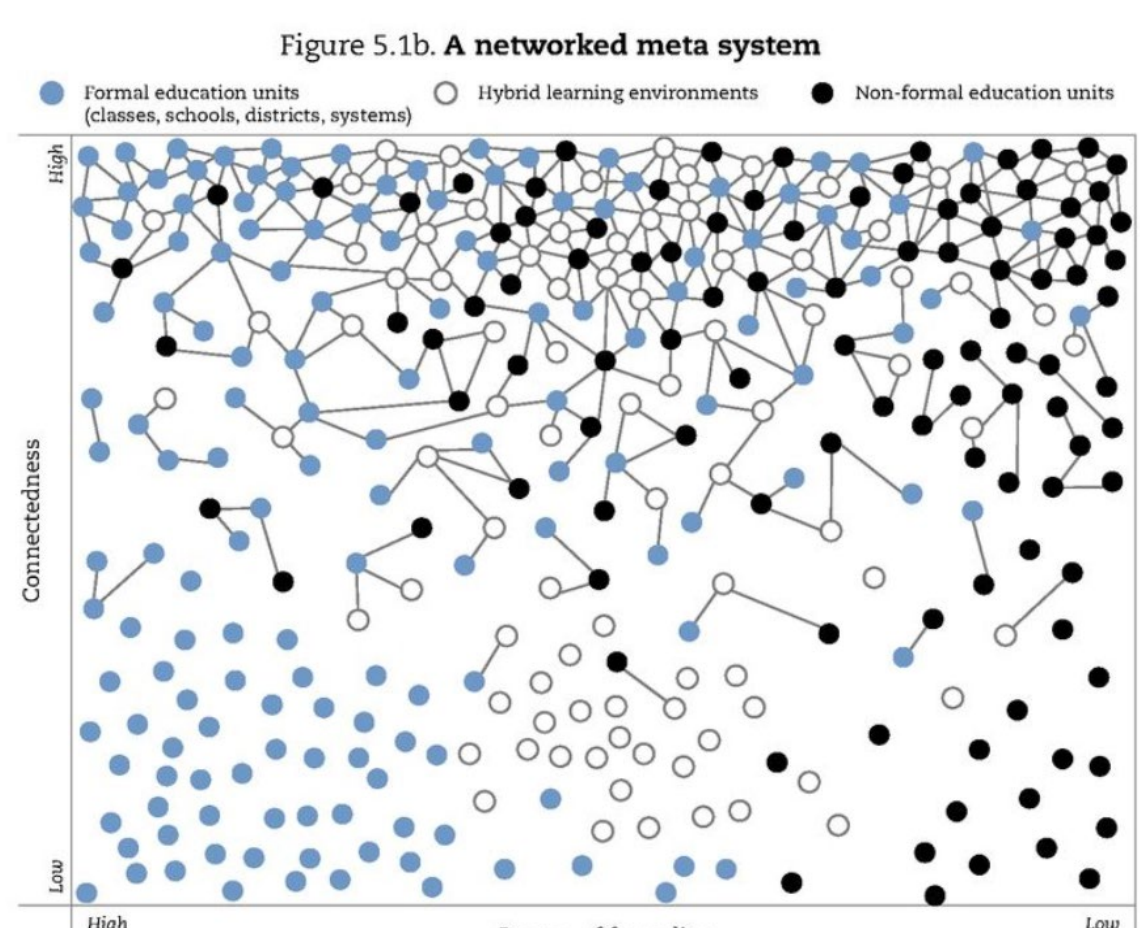 Figure 5.1b. A networked meta system
Formal education units
(classes, schools, districts, systems)
Hybrid learning environments
Non-formal education units
High
Connectedness
Low
High
Low